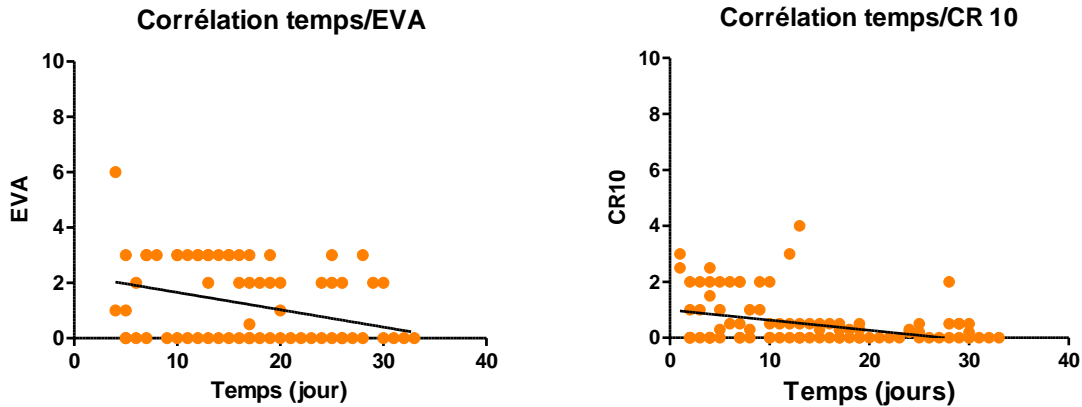 Corrélation temps/EVA
10
8
6
4
2
0
EVA
0 10 20 30 40
Temps (jour)
Corrélation temps/CR 10
10
8
6
4
2
0
CR10
0 10 20 30 40
Temps (jours)